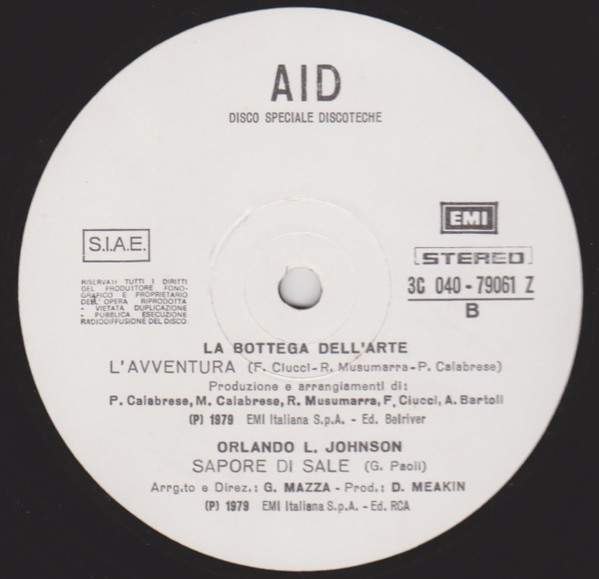 AID
DISCO SPECIALE DISCOTECHE
EMI
S.I.A.E.
STEREO
3C 040-79061 Z
B
RISERVATI TUTTI I DIRITTI
DEL PRODUTTORE FONO-
GRAFICO E PROPRIETARIO
DELL'OPERA RIPRODOTTA
- VIETATA DUPLICAZIONE
- PUBBLICA ESECUZIONE
RADIODIFFUSIONE DEL DISCO.
LA BOTTEGA DELL'ARTE
L'AVVENTURA (F. Ciucci-R. Musumarra-P. Calabrese)
Produzione e arrangiamenti di:
P. Calabrese, M. Calabrese, R. Musumarra, F. Ciucci, A. Bartoli
(P) 1979 EMI Italiana S.p.A. - Ed. Belriver
ORLANDO L. JOHNSON
SAPORE DI SALE (G. Paoli)
Arrg.to e Direz.: G. MAZZA - Prod.: D. MEAKIN
(P) 1979 EMI Italiana S.p.A. - Ed. RCA